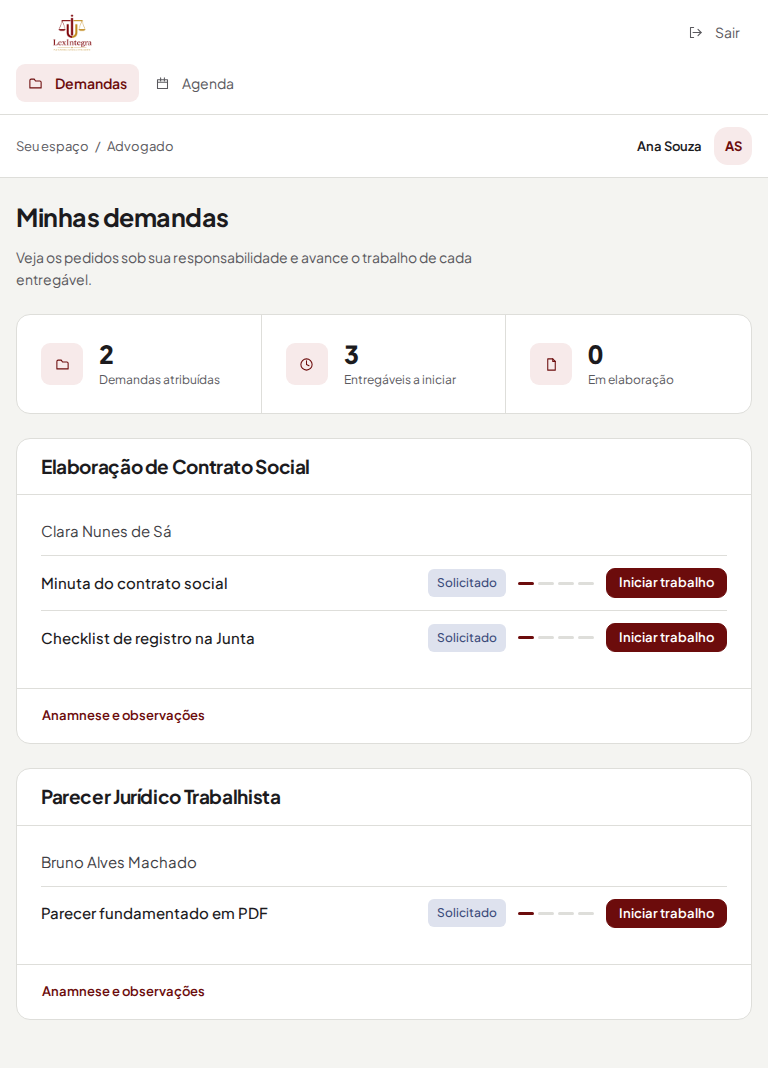 LexIntegra
Sair
Demandas
Agenda
Seu espaço / Advogado
Ana Souza
AS
Minhas demandas
Veja os pedidos sob sua responsabilidade e avance o trabalho de cada
entregável.
2
Demandas atribuídas
3
Entregáveis a iniciar
0
Em elaboração
Elaboração de Contrato Social
Clara Nunes de Sá
Minuta do contrato social
Solicitado
Iniciar trabalho
Checklist de registro na Junta
Solicitado
Iniciar trabalho
Anamnese e observações
Parecer Jurídico Trabalhista
Bruno Alves Machado
Parecer fundamentado em PDF
Solicitado
Iniciar trabalho
Anamnese e observações